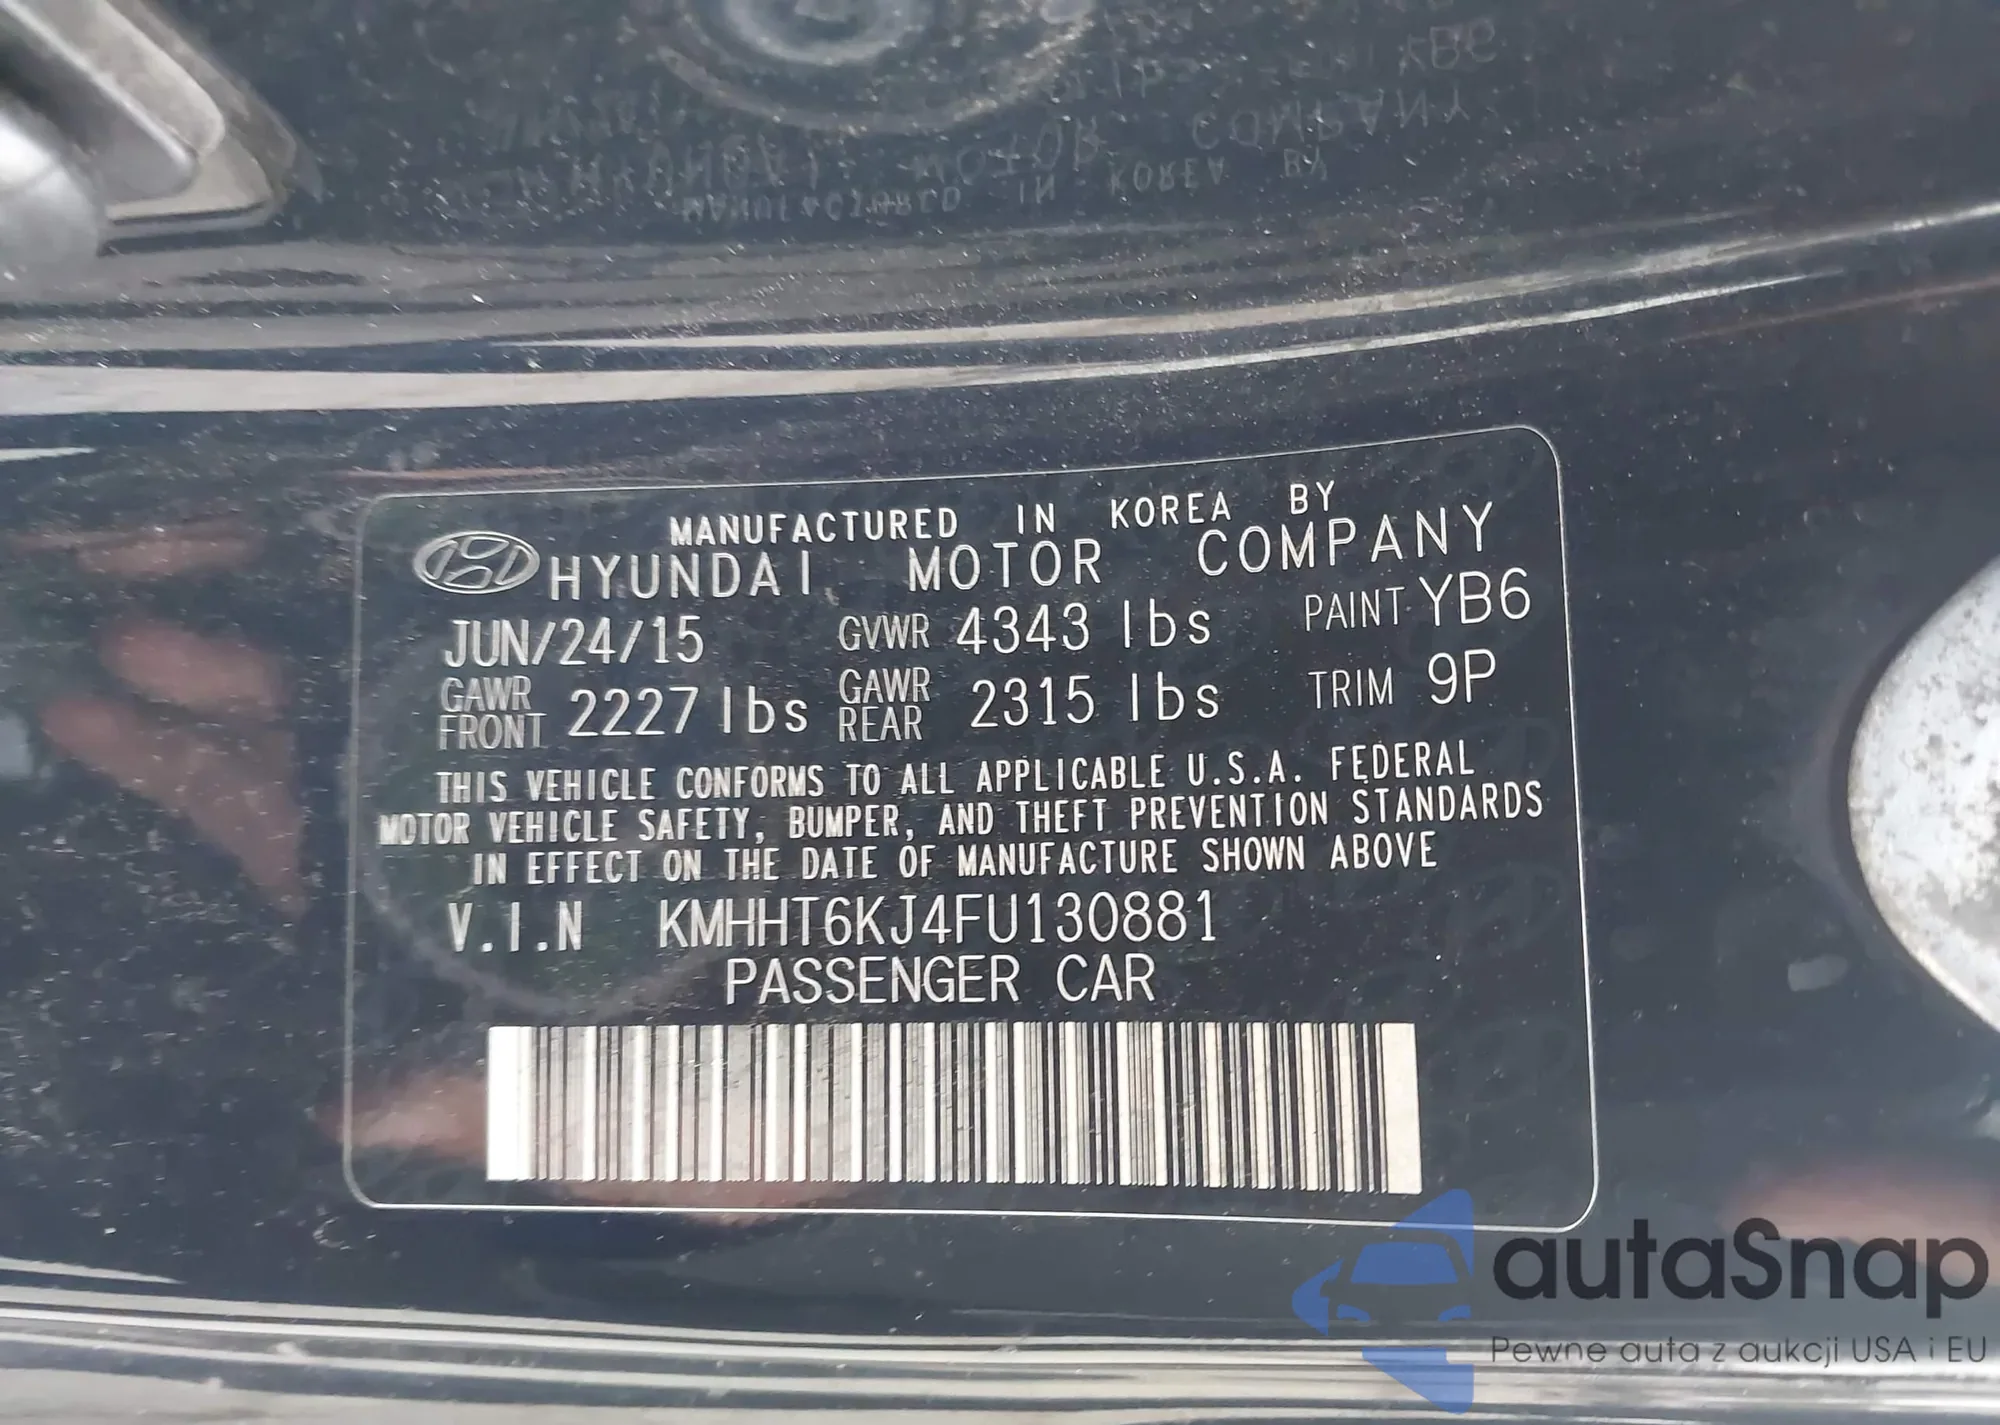 MANUFACTURED IN KOREA BY
HYUNDAI MOTOR COMPANY
JUN/24/15 GVWR 4343 lbs PAINT YB6
GAWR FRONT 2227 lbs GAWR REAR 2315 lbs TRIM 9P
THIS VEHICLE CONFORMS TO ALL APPLICABLE U.S.A. FEDERAL
MOTOR VEHICLE SAFETY, BUMPER, AND THEFT PREVENTION STANDARDS
IN EFFECT ON THE DATE OF MANUFACTURE SHOWN ABOVE
V.I.N KMHHT6KJ4FU130881
PASSENGER CAR
autaSnap
Pewne auta z aukcji USA i EU